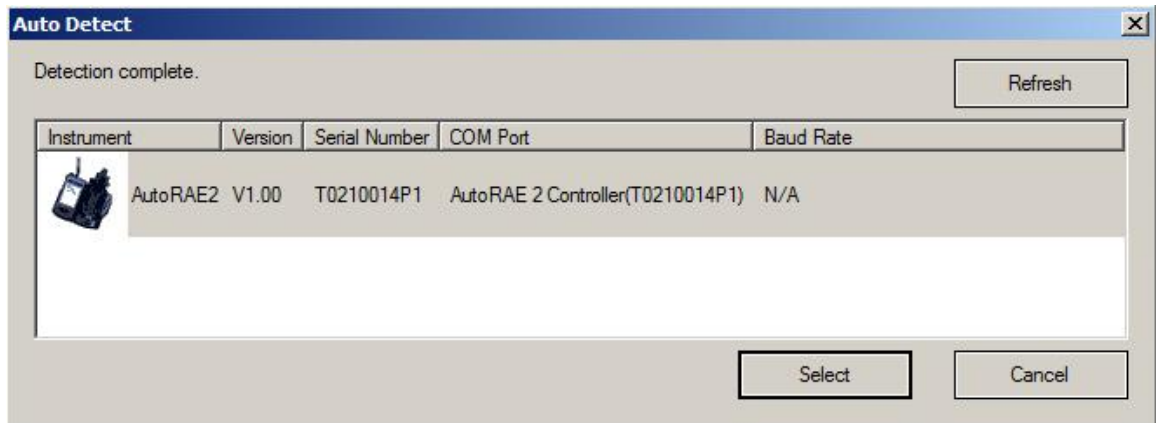 Auto Detect
Detection complete.
Refresh
Instrument Version Serial Number COM Port Baud Rate
AutoRAE2 V1.00 T0210014P1 AutoRAE 2 Controller(T0210014P1) N/A
Select Cancel